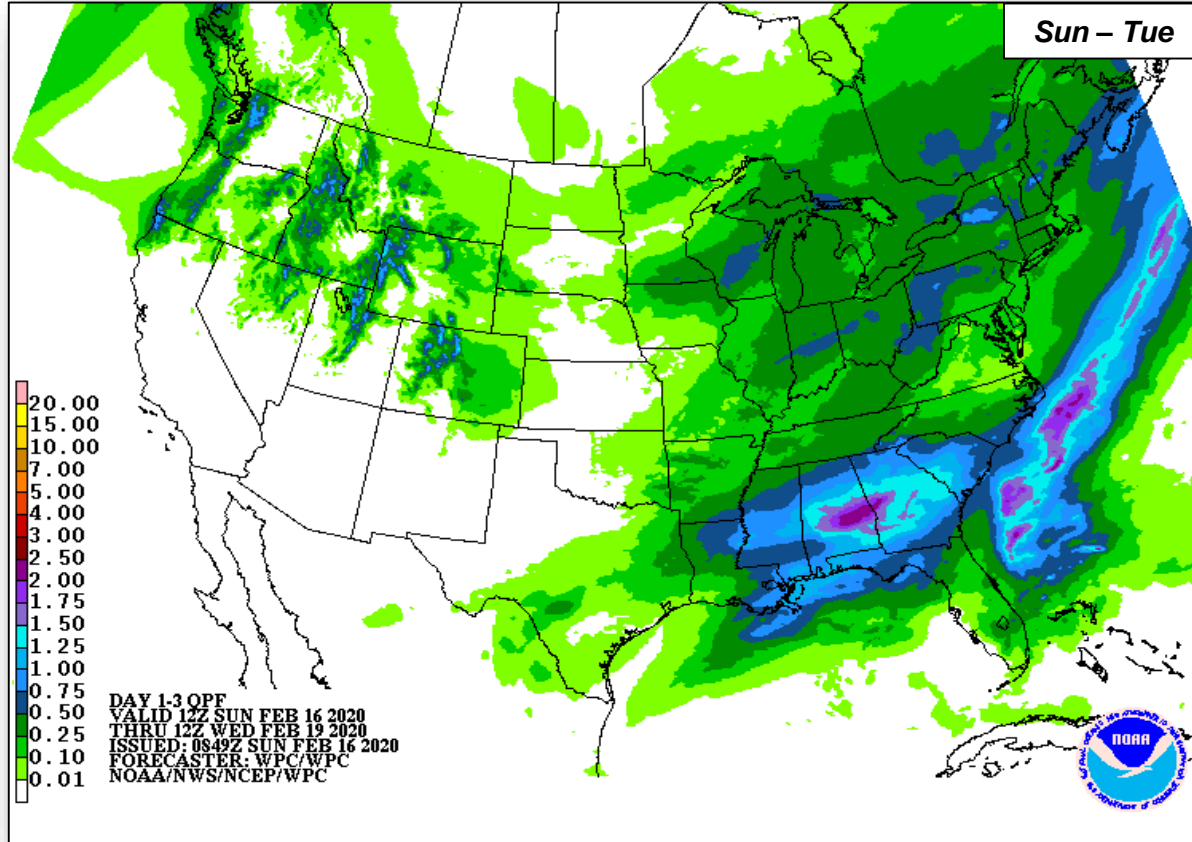 Sun – Tue
20.00
15.00
10.00
7.00
5.00
4.00
3.00
2.50
2.00
1.75
1.50
1.25
1.00
0.75
0.50
0.25
0.10
0.01
DAY 1-3 QPF
VALID 12Z SUN FEB 16 2020
THRU 12Z WED FEB 19 2020
ISSUED: 0849Z SUN FEB 16 2020
FORECASTER: WPC/WPC
NOAA/NWS/NCEP/WPC
NOAA